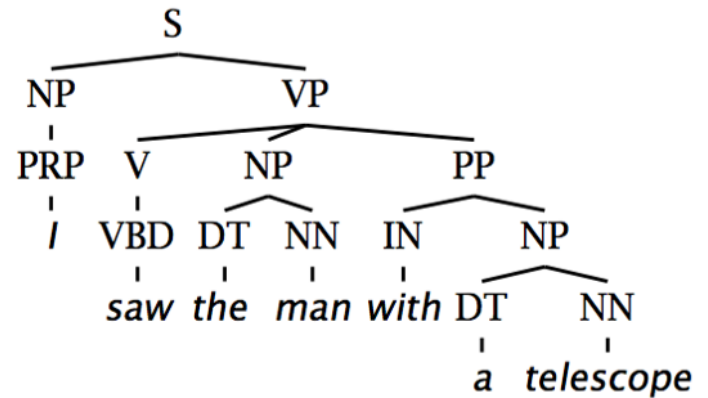 S
NP VP
PRP V NP PP
I VBD DT NN IN NP
saw the man with DT NN
a telescope